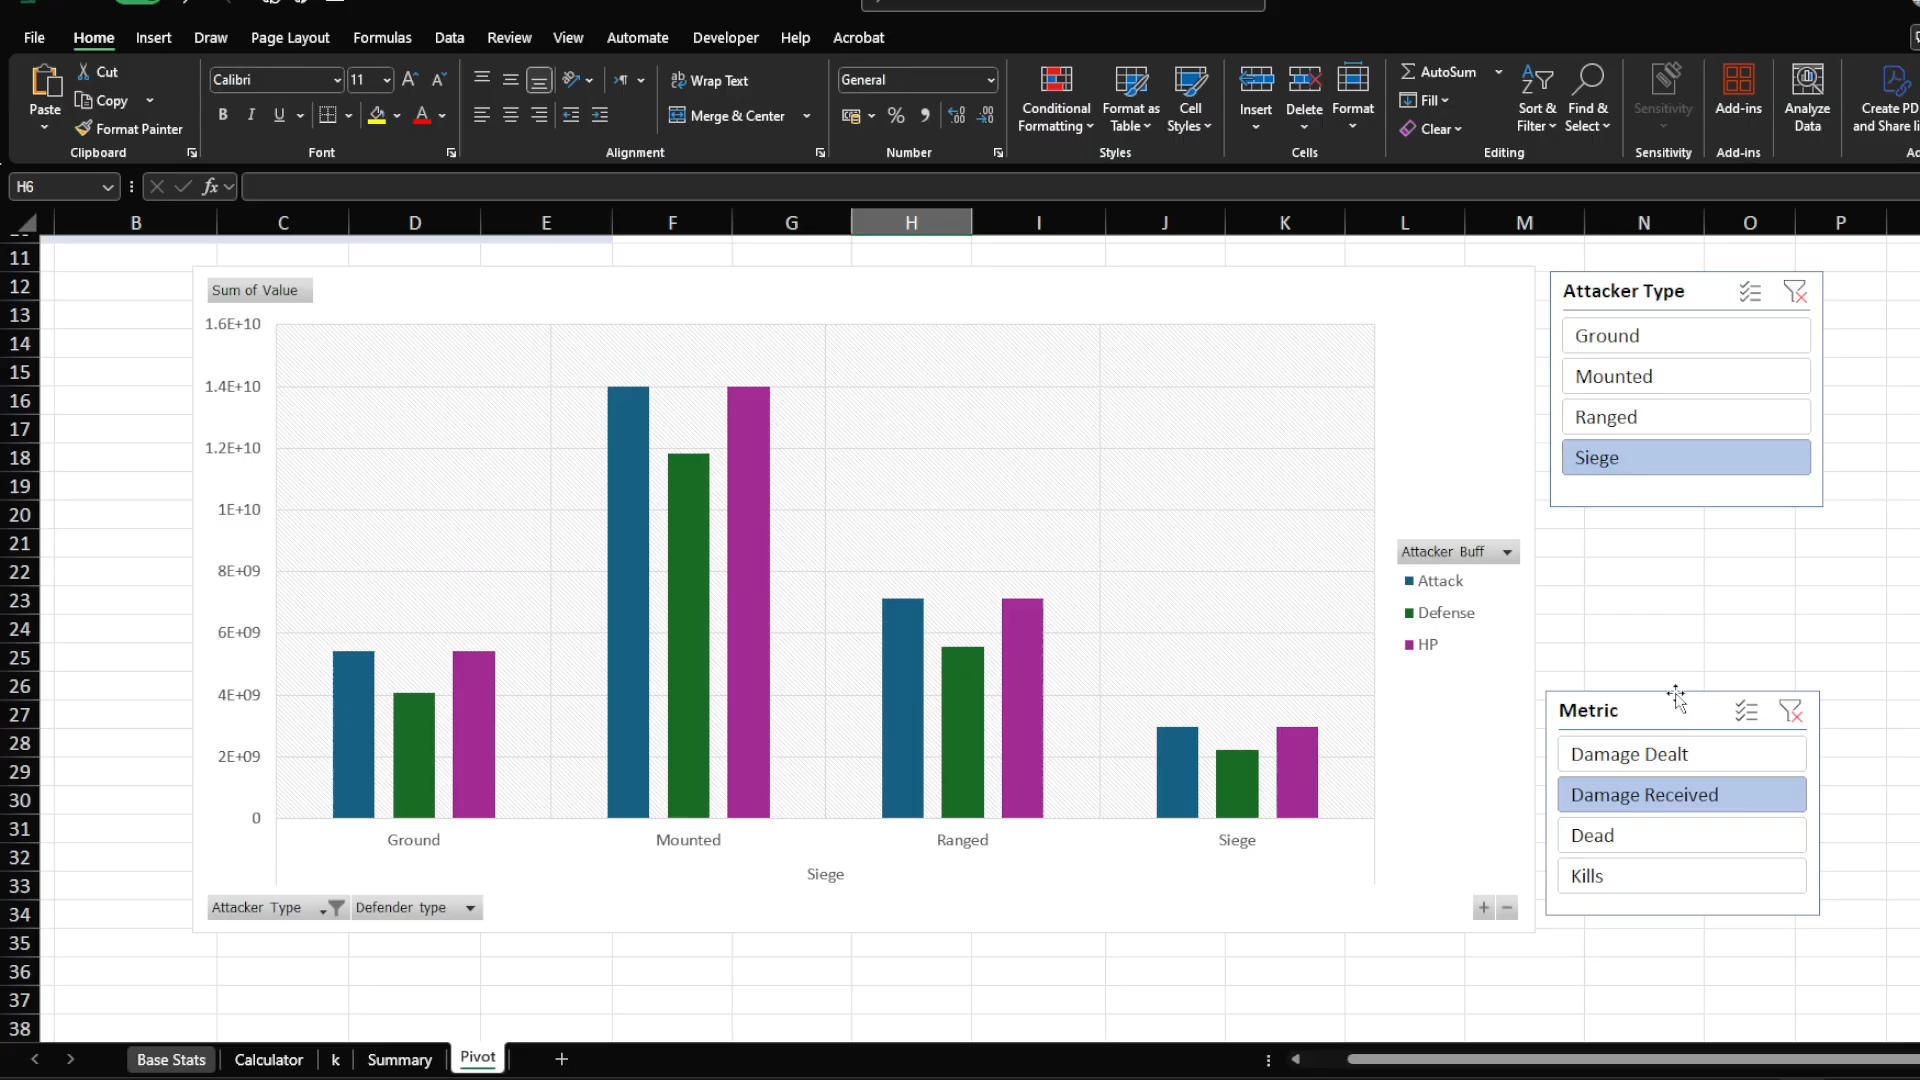 File Home Insert Draw Page Layout Formulas Data Review View Automate Developer Help Acrobat
Paste
Cut
Copy
Format Painter
Clipboard
Calibri 11
B I U
Font
Wrap Text
Merge & Center
Alignment
General
%
Number
Conditional Formatting
Format as Table
Cell Styles
Styles
Insert Delete Format
Cells
AutoSum
Fill
Clear
Sort & Filter
Find & Select
Editing
Sensitivity
Sensitivity
Add-ins
Add-ins
Analyze Data
Create PD
and Share li
H6 fx
B C D E F G H I J K L M N O P
11
12
13
14
15
16
17
18
19
20
21
22
23
24
25
26
27
28
29
30
31
32
33
34
35
36
37
38
Sum of Value
1.6E+10
1.4E+10
1.2E+10
1E+10
8E+09
6E+09
4E+09
2E+09
0
Ground Mounted Ranged Siege
Siege
Attacker Type Defender type
Attacker Buff
Attack
Defense
HP
Attacker Type
Ground
Mounted
Ranged
Siege
Metric
Damage Dealt
Damage Received
Dead
Kills
Base Stats Calculator k Summary Pivot